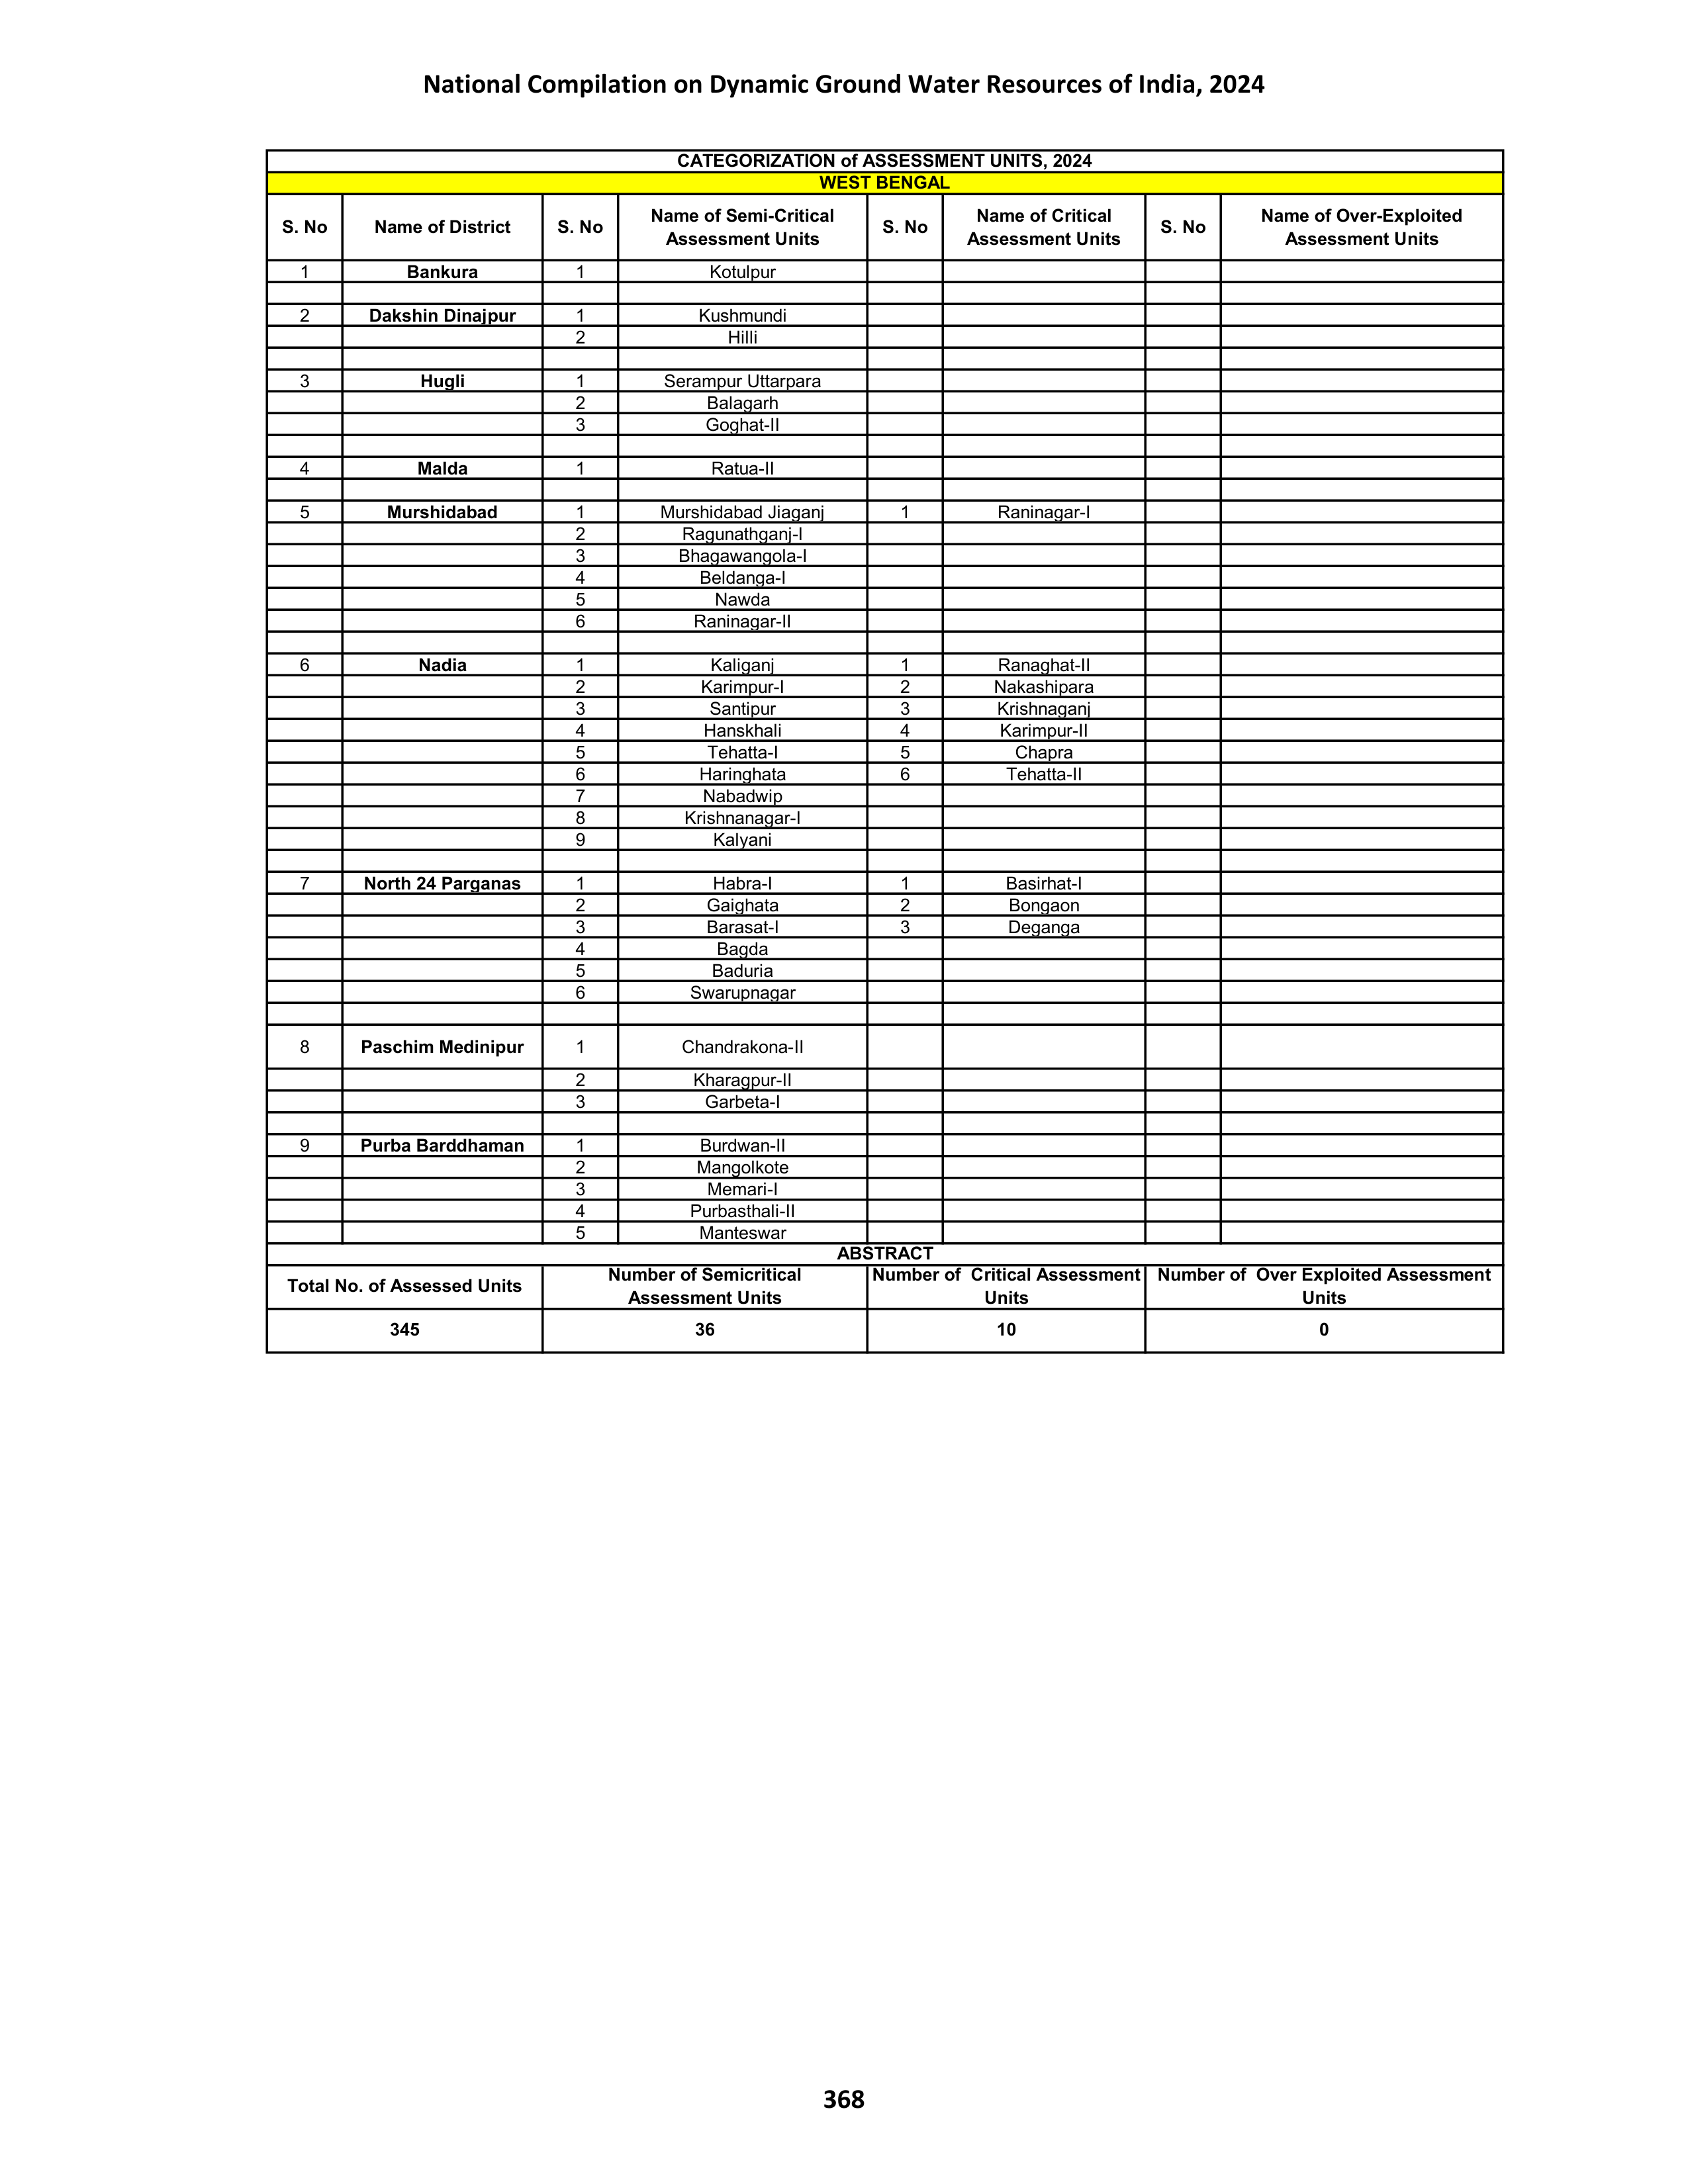 National Compilation on Dynamic Ground Water Resources of India, 2024
CATEGORIZATION of ASSESSMENT UNITS, 2024
WEST BENGAL
S. No Name of District S. No Name of Semi-Critical Assessment Units S. No Name of Critical Assessment Units S. No Name of Over-Exploited Assessment Units
1 Bankura 1 Kotulpur
2 Dakshin Dinajpur 1 Kushmundi
2 Hilli
3 Hugli 1 Serampur Uttarpara
2 Balagarh
3 Goghat-II
4 Malda 1 Ratua-II
5 Murshidabad 1 Murshidabad Jiaganj 1 Raninagar-I
2 Ragunathganj-I
3 Bhagawangola-I
4 Beldanga-I
5 Nawda
6 Raninagar-II
6 Nadia 1 Kaliganj 1 Ranaghat-II
2 Karimpur-I 2 Nakashipara
3 Santipur 3 Krishnaganj
4 Hanskhali 4 Karimpur-II
5 Tehatta-I 5 Chapra
6 Haringhata 6 Tehatta-II
7 Nabadwip
8 Krishnanagar-I
9 Kalyani
7 North 24 Parganas 1 Habra-I 1 Basirhat-I
2 Gaighata 2 Bongaon
3 Barasat-I 3 Deganga
4 Bagda
5 Baduria
6 Swarupnagar
8 Paschim Medinipur 1 Chandrakona-II
2 Kharagpur-II
3 Garbeta-I
9 Purba Barddhaman 1 Burdwan-II
2 Mangolkote
3 Memari-I
4 Purbasthali-II
5 Manteswar
ABSTRACT
Total No. of Assessed Units Number of Semicritical Assessment Units Number of Critical Assessment Units Number of Over Exploited Assessment Units
345 36 10 0
368